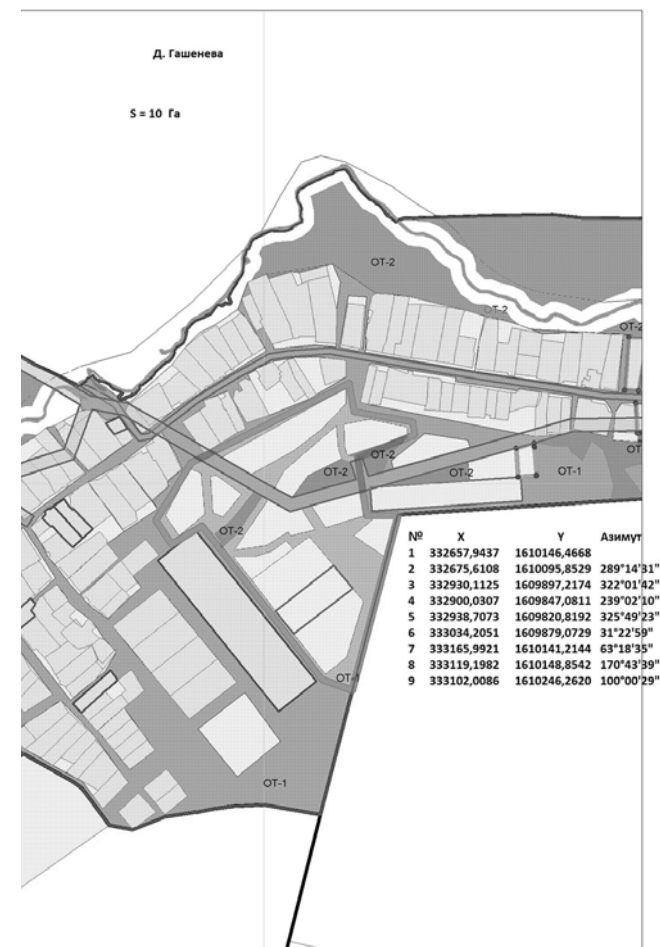 Д. Гашенева
S = 10 Га
ОТ-2
ОТ-2
ОТ-2
ОТ-2
ОТ-2
ОТ-2
ОТ-1
ОТ
ОТ-2
№ X Y Азимут
1 332657,9437 1610146,4668
2 332675,6108 1610095,8529 289°14'31"
3 332930,1125 1609897,2174 322°01'42"
4 332900,0307 1609847,0811 239°02'10"
5 332938,7073 1609820,8192 325°49'23"
6 333034,2051 1609879,0729 31°22'59"
7 333165,9921 1610141,2144 63°18'35"
8 333119,1982 1610148,8542 170°43'39"
9 333102,0086 1610246,2620 100°00'29"
ОТ-1
ОТ-1